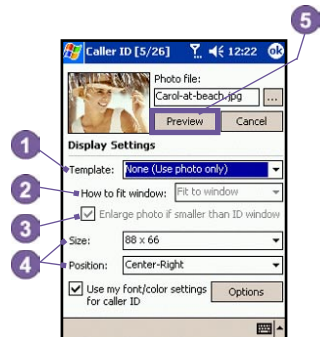 5
Caller ID [5/26] 12:22 ok
Photo file:
Carol-at-beach.jpg ...
Preview Cancel
Display Settings
1 Template: None (Use photo only)
2 How to fit window: Fit to window
3 Enlarge photo if smaller than ID window
4 Size: 88 x 66
Position: Center-Right
Use my font/color settings Options
for caller ID